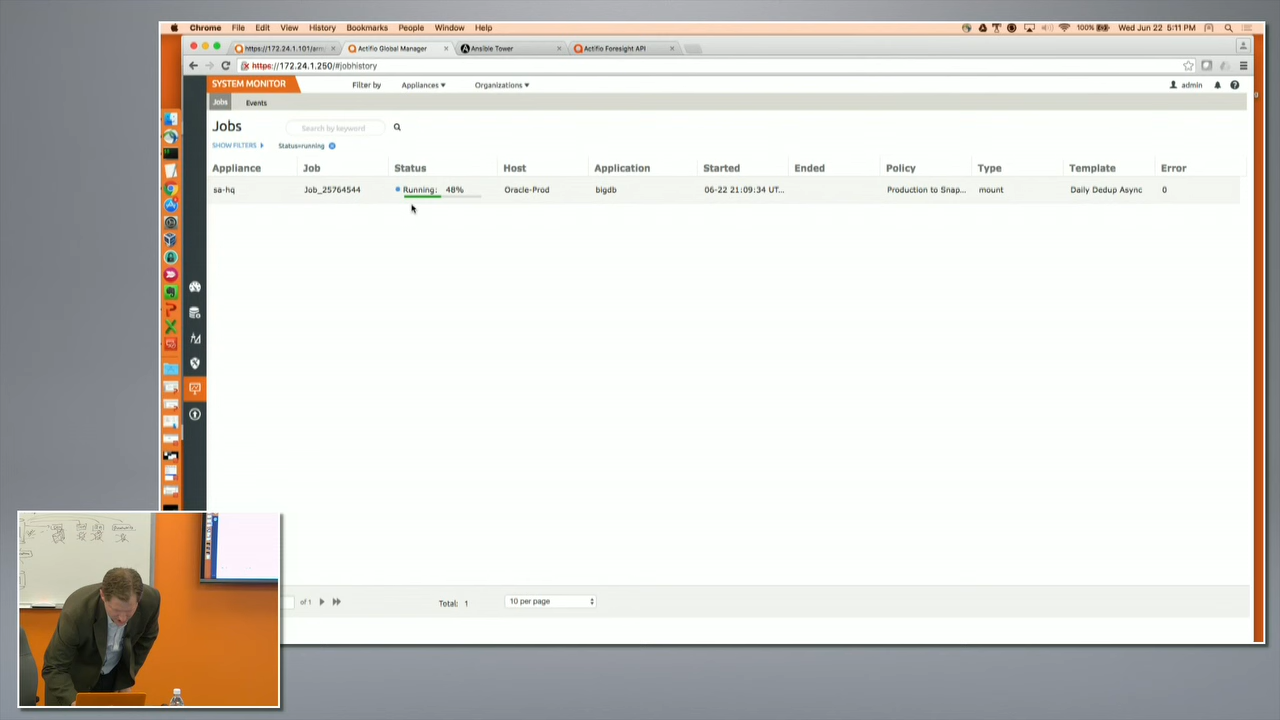 Chrome File Edit View History Bookmarks People Window Help 100% Wed Jun 22 5:11 PM
Actifio Global Manager Ansible Tower Actifio Foresight API
https://172.24.1.250/#jobhistory
SYSTEM MONITOR Filter by Appliances Organizations admin
Jobs Events
Jobs Search by keyword
SHOW FILTERS Status=running
Appliance Job Status Host Application Started Ended Policy Type Template Error
sa-hq Job_25764544 Running: 48% Oracle-Prod bigdb 06-22 21:09:34 UT... Production to Snap... mount Daily Dedup Async 0
of 1 Total: 1 10 per page